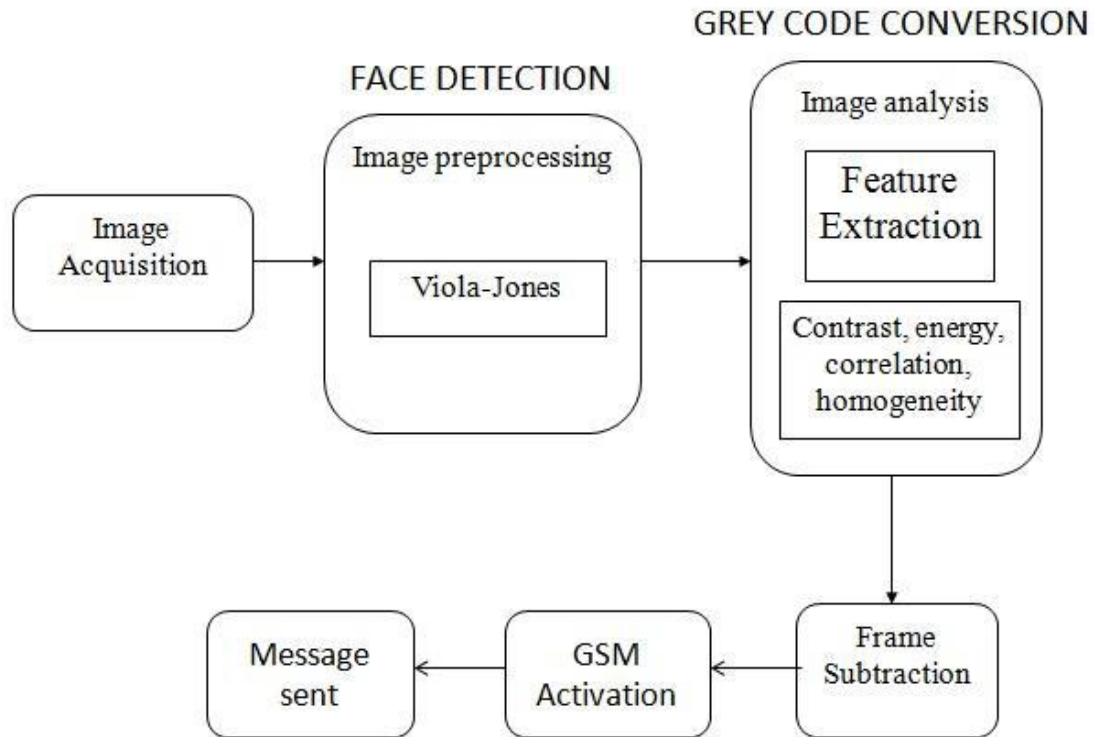 GREY CODE CONVERSION
FACE DETECTION
Image analysis
Image preprocessing
Feature
Extraction
Image
Acquisition
Viola-Jones
Contrast, energy,
correlation,
homogeneity
Frame
Subtraction
GSM
Activation
Message
sent